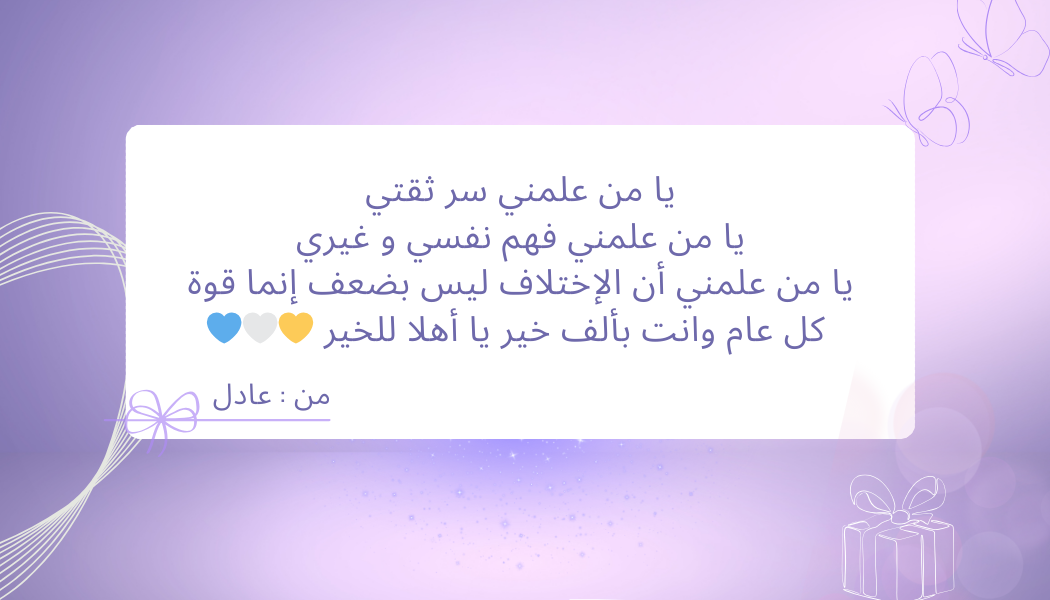 يا من علمني سر ثقتي
يا من علمني فهم نفسي و غيري
يا من علمني أن الإختلاف ليس بضعف إنما قوة
كل عام وانت بألف خير يا أهلا للخير 💛🤍💙
من : عادل